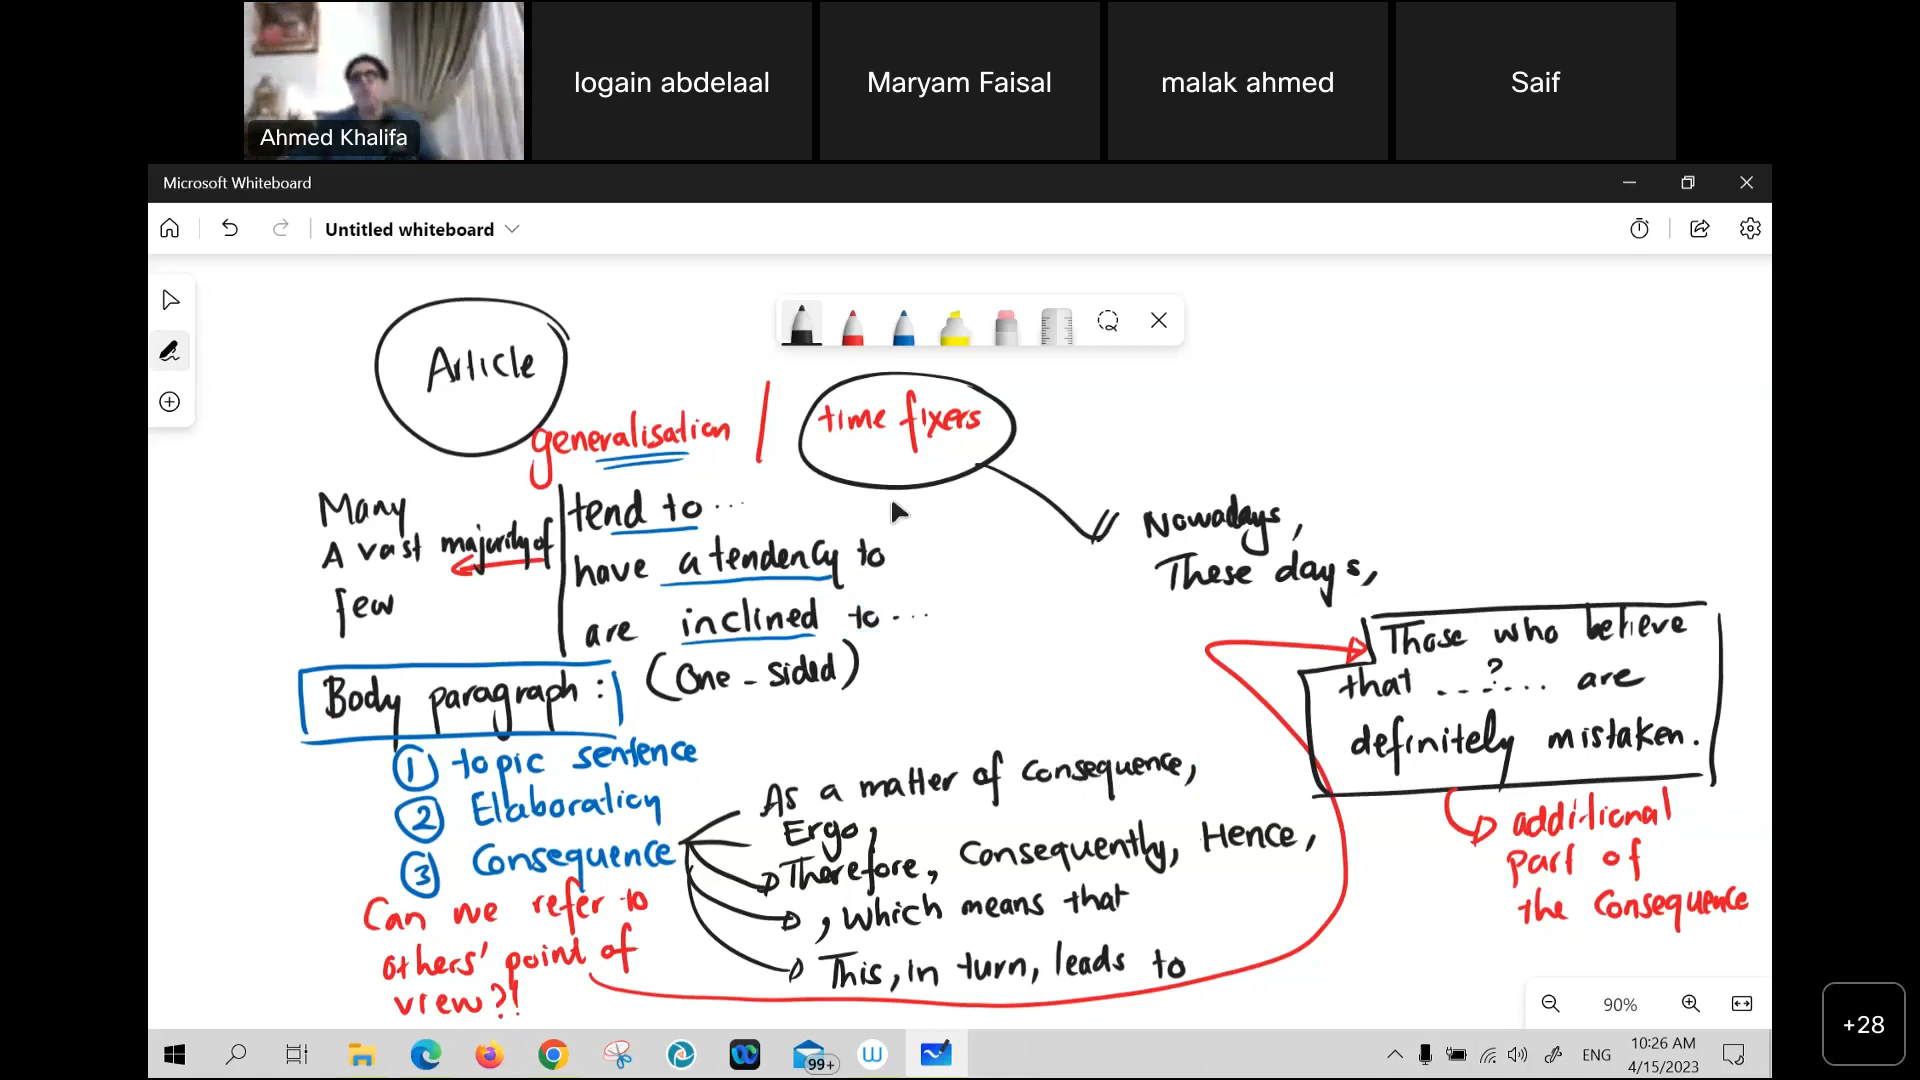 logain abdelaal
Maryam Faisal
malak ahmed
Saif
Ahmed Khalifa
Microsoft Whiteboard
Untitled whiteboard
Article
generalisation / time fixers
Many
A vast majority of
few
tend to ...
have a tendency to
are inclined to ...
Nowadays,
These days,
Body paragraph : (One - sided)
1 topic sentence
2 Elaboration
3 Consequence
As a matter of consequence,
Ergo,
Therefore, Consequently, Hence,
, which means that
This, in turn, leads to
Can we refer to
others' point of
view?!
Those who believe
that ...?... are
definitely mistaken.
additional
part of
the Consequence
90%
+28
99+
ENG
10:26 AM
4/15/2023